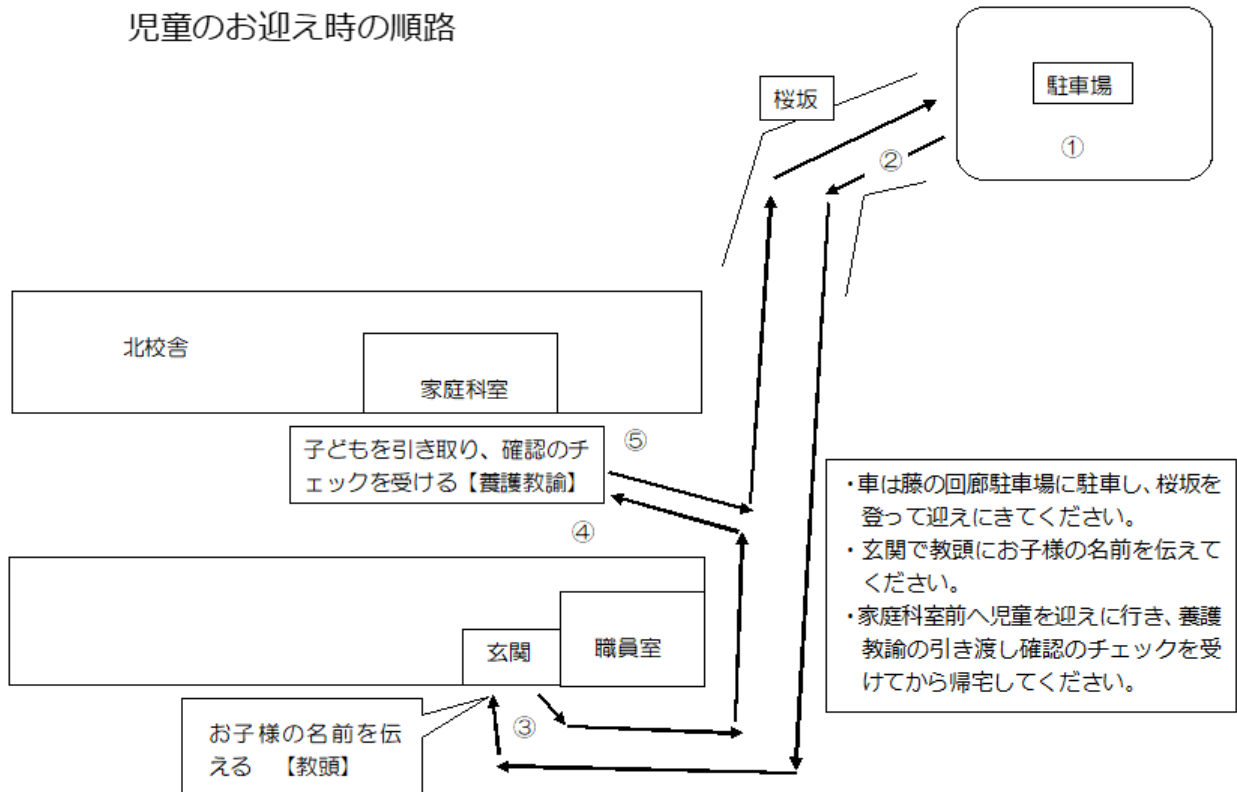 児童のお迎え時の順路
桜坂
駐車場
①
②
北校舎
家庭科室
子どもを引き取り、確認のチ
ェックを受ける【養護教諭】
⑤
④
・車は藤の回廊駐車場に駐車し、桜坂を
登って迎えにきてください。
・玄関で教頭にお子様の名前を伝えて
ください。
・家庭科室前へ児童を迎えに行き、養護
教諭の引き渡し確認のチェックを受
けてから帰宅してください。
玄関
職員室
③
お子様の名前を伝
える 【教頭】